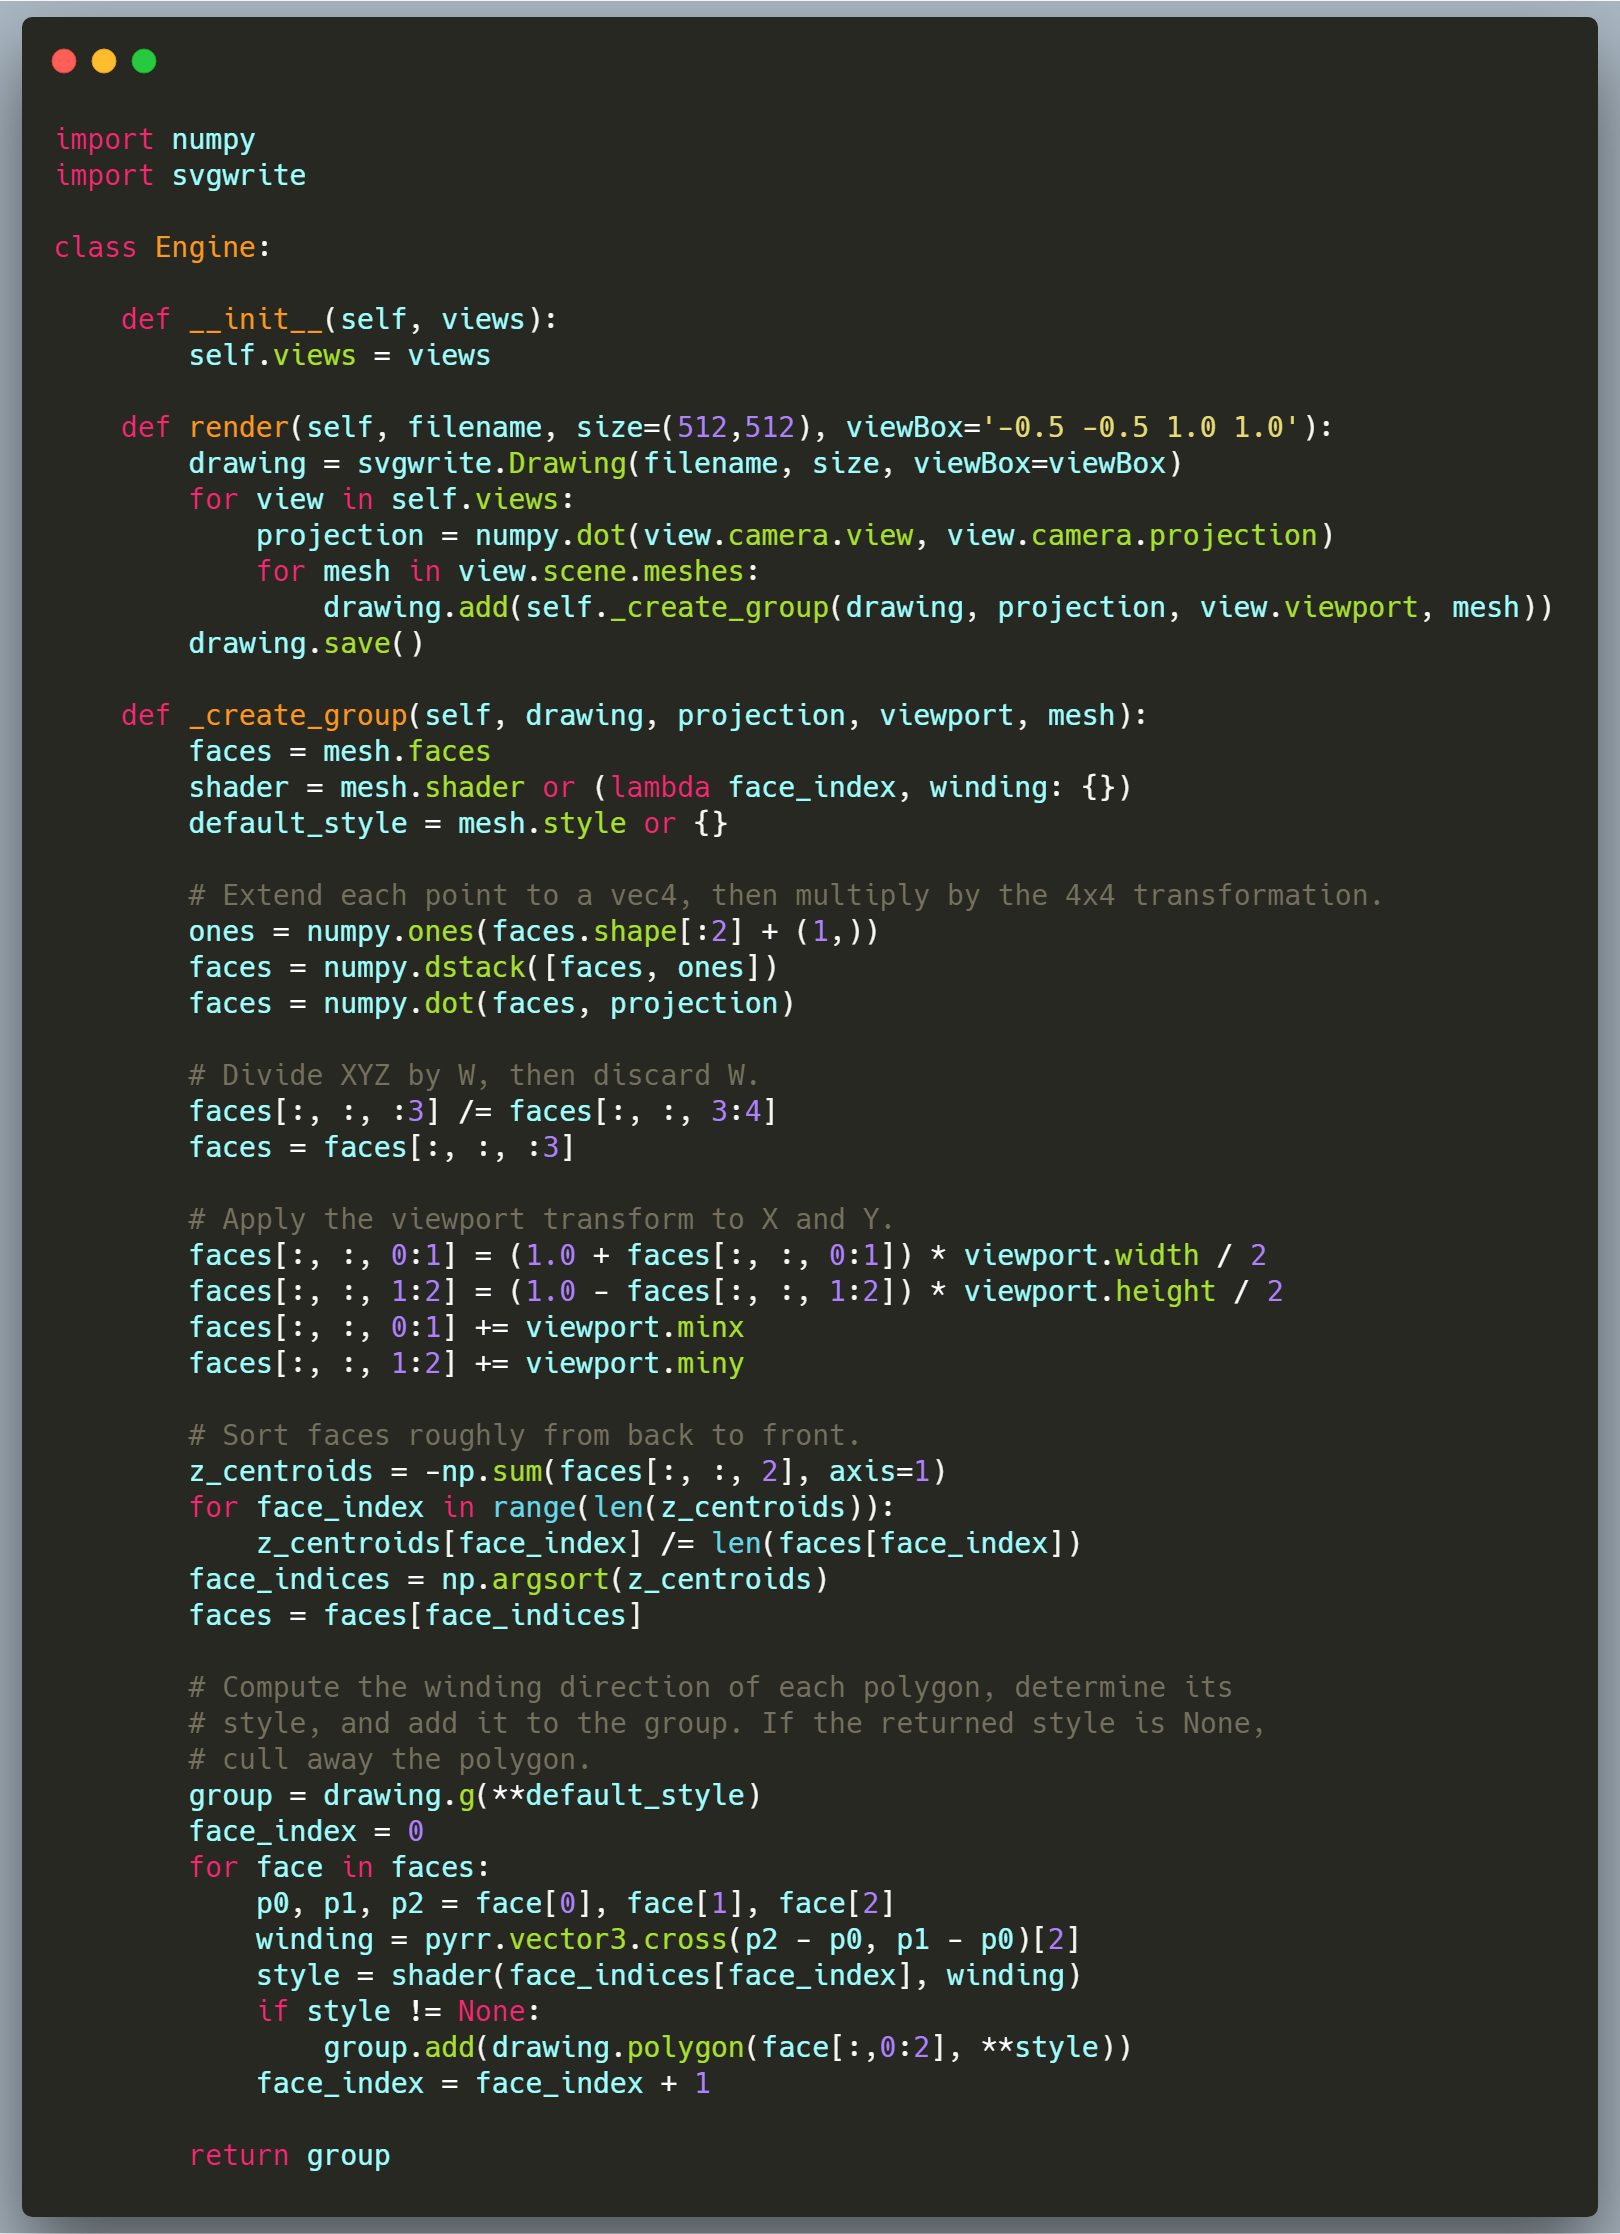 import numpy
import svgwrite

class Engine:

    def __init__(self, views):
        self.views = views

    def render(self, filename, size=(512,512), viewBox='-0.5 -0.5 1.0 1.0'):
        drawing = svgwrite.Drawing(filename, size, viewBox=viewBox)
        for view in self.views:
            projection = numpy.dot(view.camera.view, view.camera.projection)
            for mesh in view.scene.meshes:
                drawing.add(self._create_group(drawing, projection, view.viewport, mesh))
        drawing.save()

    def _create_group(self, drawing, projection, viewport, mesh):
        faces = mesh.faces
        shader = mesh.shader or (lambda face_index, winding: {})
        default_style = mesh.style or {}

        # Extend each point to a vec4, then multiply by the 4x4 transformation.
        ones = numpy.ones(faces.shape[:2] + (1,))
        faces = numpy.dstack([faces, ones])
        faces = numpy.dot(faces, projection)

        # Divide XYZ by W, then discard W.
        faces[:, :, :3] /= faces[:, :, 3:4]
        faces = faces[:, :, :3]

        # Apply the viewport transform to X and Y.
        faces[:, :, 0:1] = (1.0 + faces[:, :, 0:1]) * viewport.width / 2
        faces[:, :, 1:2] = (1.0 - faces[:, :, 1:2]) * viewport.height / 2
        faces[:, :, 0:1] += viewport.minx
        faces[:, :, 1:2] += viewport.miny

        # Sort faces roughly from back to front.
        z_centroids = -np.sum(faces[:, :, 2], axis=1)
        for face_index in range(len(z_centroids)):
            z_centroids[face_index] /= len(faces[face_index])
        face_indices = np.argsort(z_centroids)
        faces = faces[face_indices]

        # Compute the winding direction of each polygon, determine its
        # style, and add it to the group. If the returned style is None,
        # cull away the polygon.
        group = drawing.g(**default_style)
        face_index = 0
        for face in faces:
            p0, p1, p2 = face[0], face[1], face[2]
            winding = pyrr.vector3.cross(p2 - p0, p1 - p0)[2]
            style = shader(face_indices[face_index], winding)
            if style != None:
                group.add(drawing.polygon(face[:,0:2], **style))
            face_index = face_index + 1

        return group